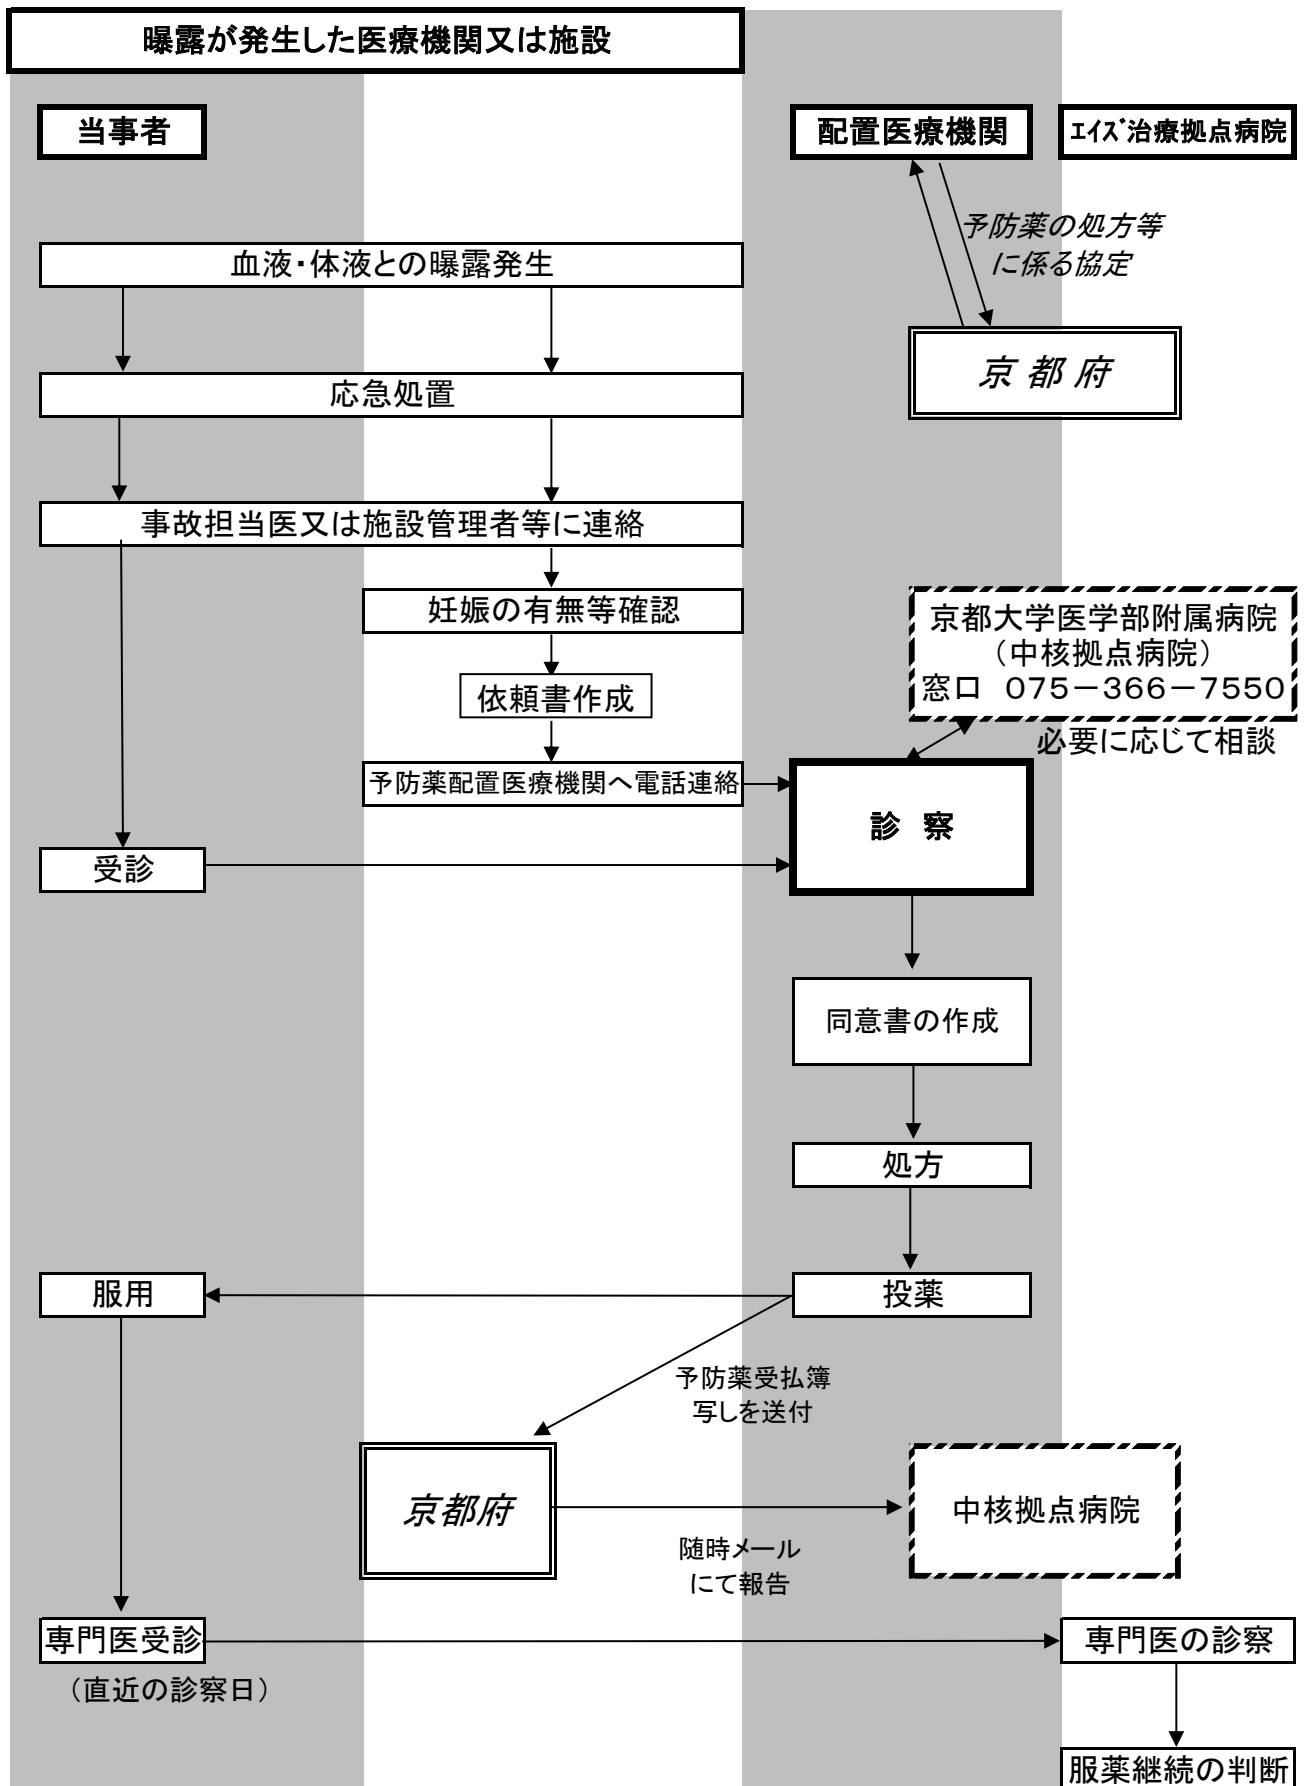 曝露が発生した医療機関又は施設
当事者
配置医療機関
ｴｲｽﾞ治療拠点病院
予防薬の処方等
に係る協定
血液・体液との曝露発生
京都府
応急処置
事故担当医又は施設管理者等に連絡
妊娠の有無等確認
京都大学医学部附属病院
（中核拠点病院）
窓口　０７５－３６６－７５５０
依頼書作成
必要に応じて相談
予防薬配置医療機関へ電話連絡
診　察
受診
同意書の作成
処方
服用
投薬
予防薬受払簿
写しを送付
京都府
中核拠点病院
随時メール
にて報告
専門医受診
専門医の診察
（直近の診察日）
服薬継続の判断